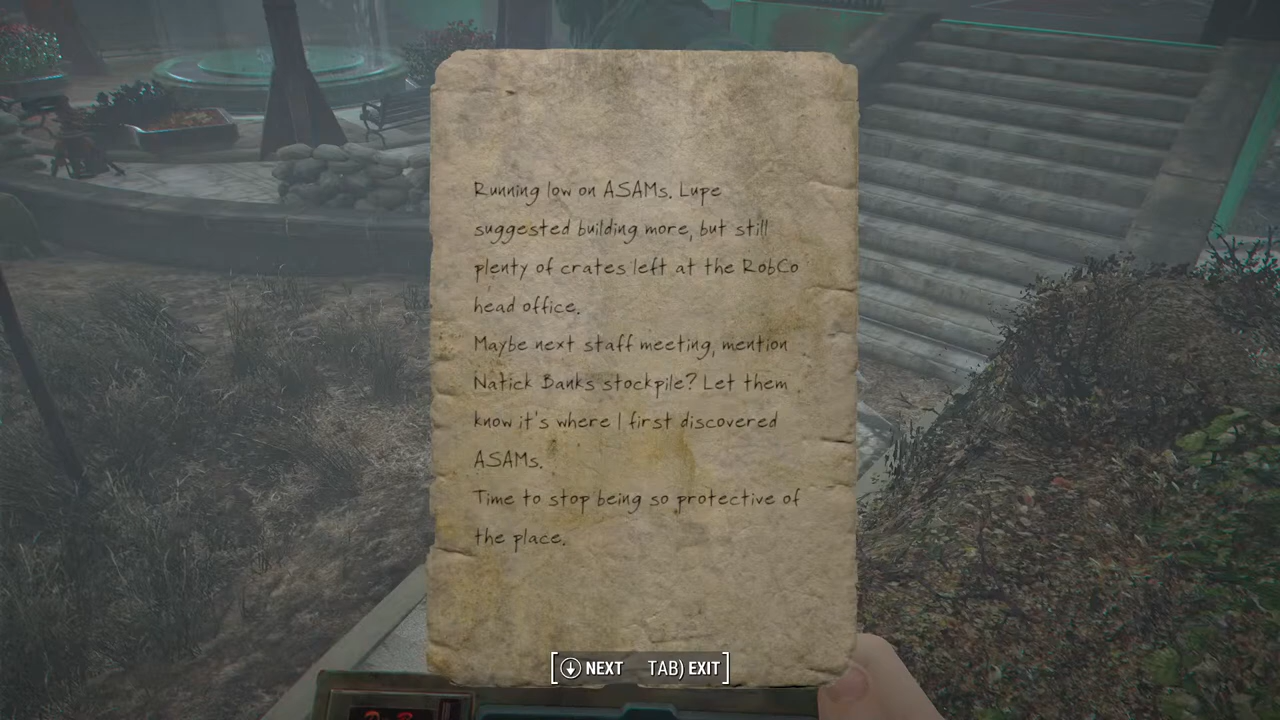 Running low on ASAMs. Lupe
suggested building more, but still
plenty of crates left at the RobCo
head office.
Maybe next staff meeting, mention
Natick Banks stockpile? Let them
know it's where I first discovered
ASAMs.
Time to stop being so protective of
the place.
NEXT TAB) EXIT